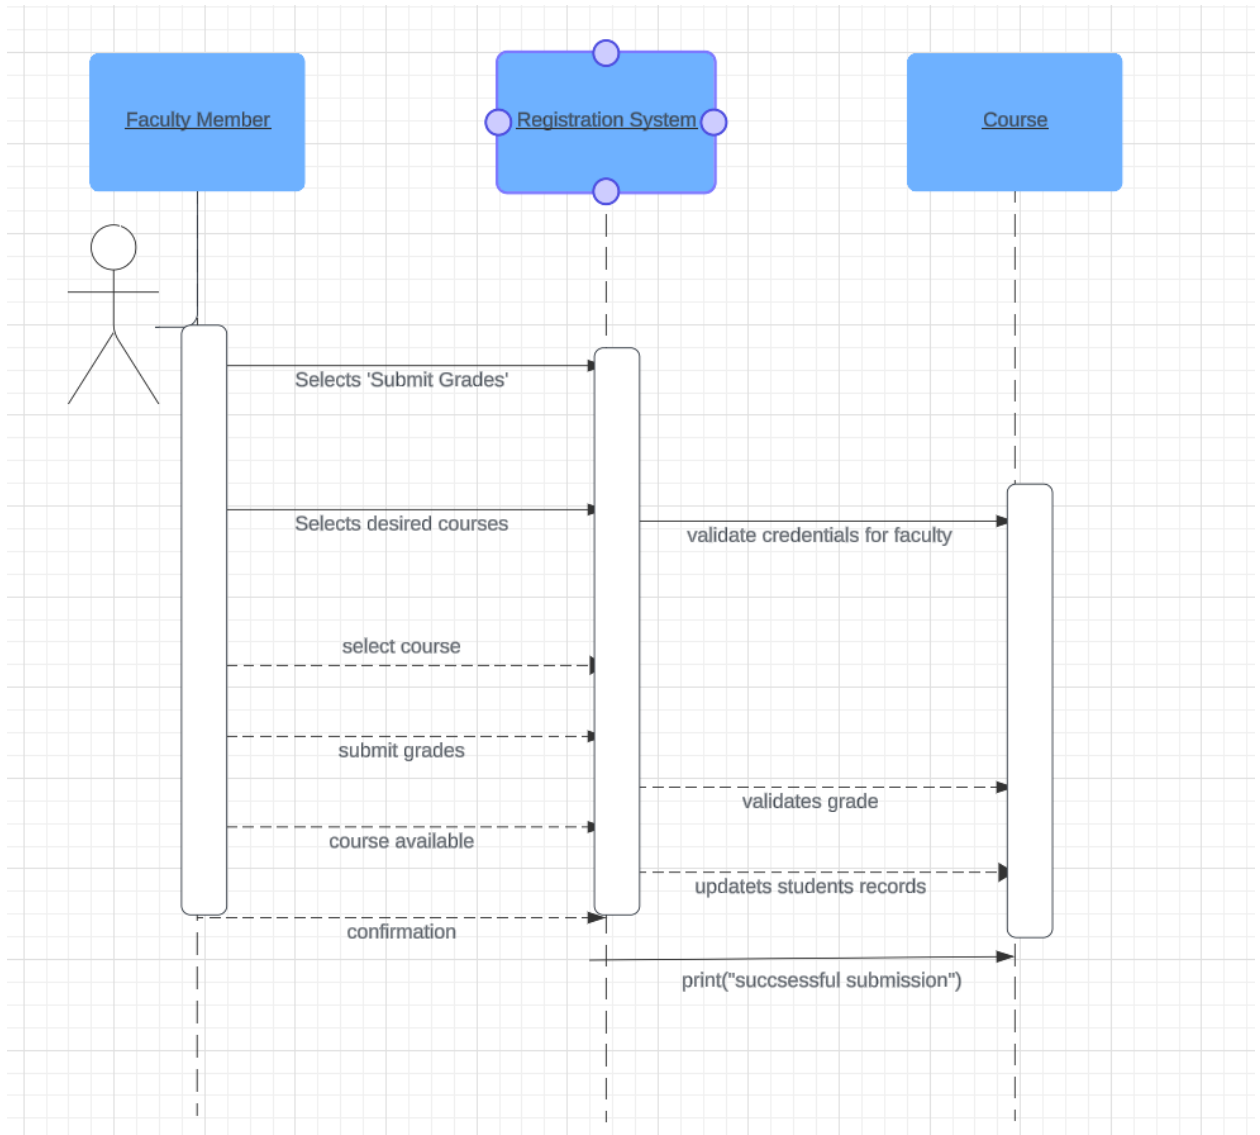 Faculty Member
Registration System
Course
Selects 'Submit Grades'
Selects desired courses
validate credentials for faculty
select course
submit grades
validates grade
course available
updatets students records
confirmation
print("succsessful submission")